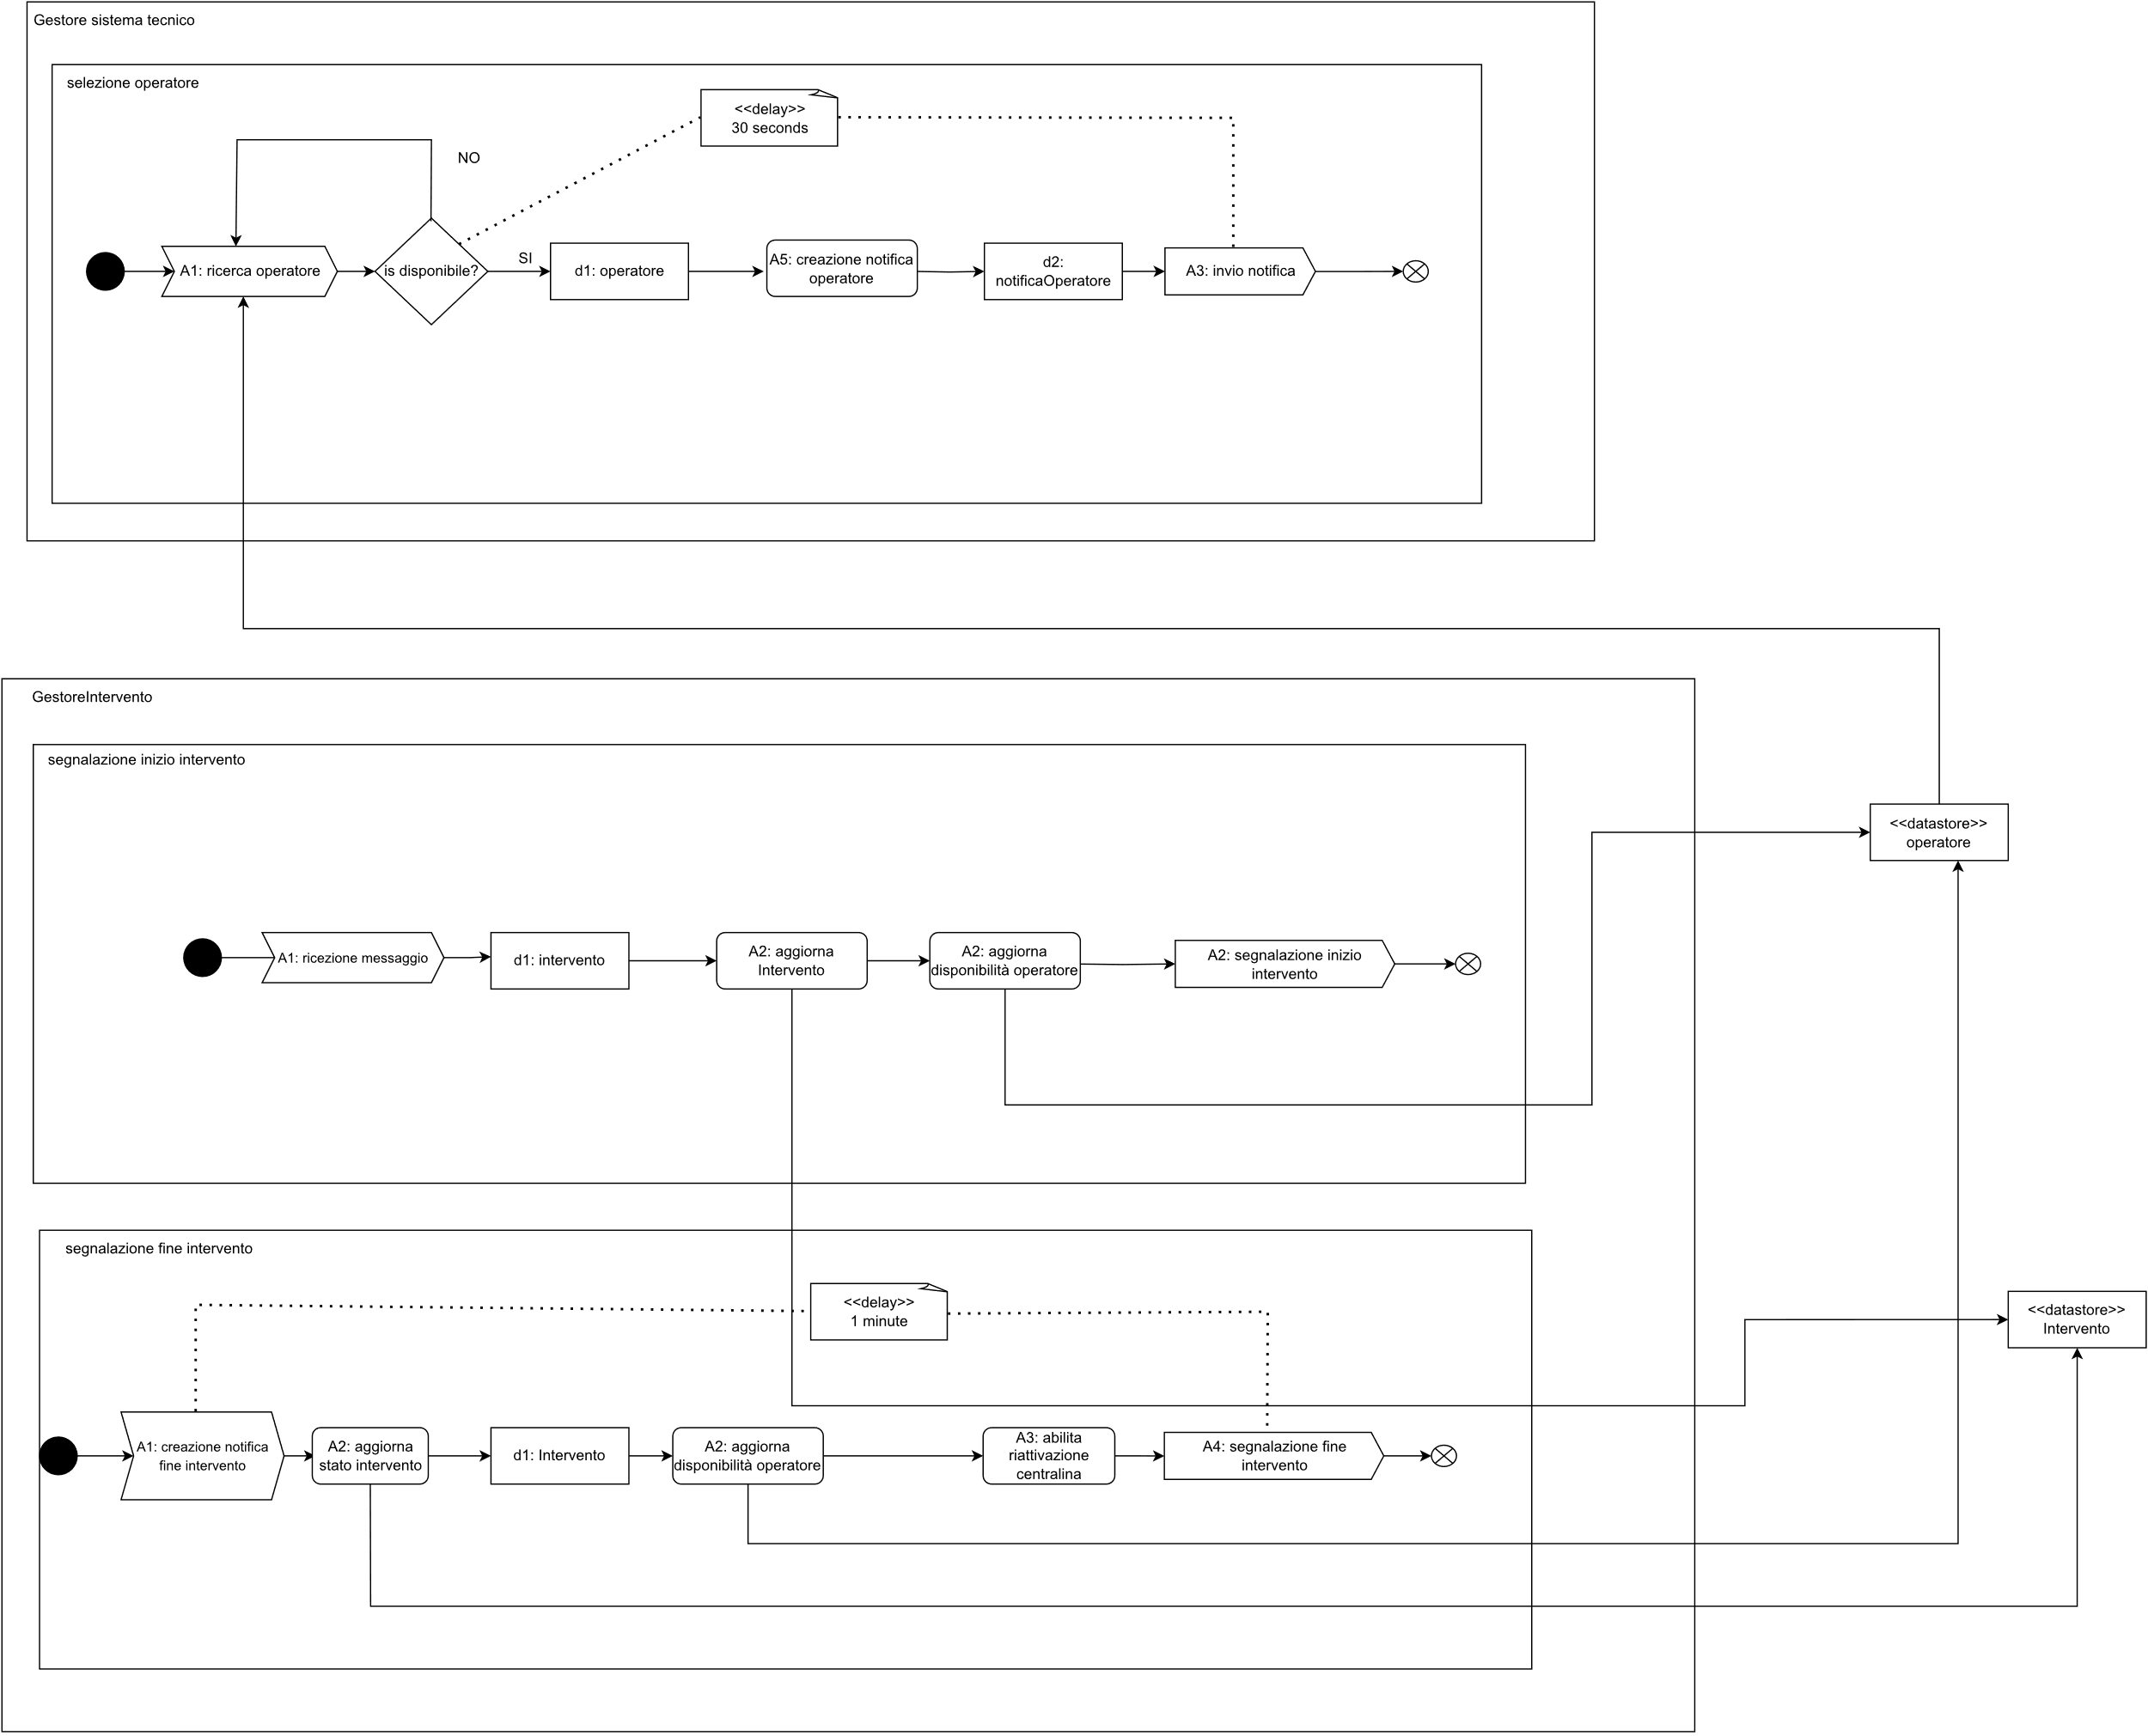 Gestore sistema tecnico
selezione operatore
<<delay>>
30 seconds
NO
A1: ricerca operatore
is disponibile?
SI
d1: operatore
A5: creazione notifica
operatore
d2:
notificaOperatore
A3: invio notifica
GestoreIntervento
segnalazione inizio intervento
<<datastore>>
operatore
A1: ricezione messaggio
d1: intervento
A2: aggiorna
Intervento
A2: aggiorna
disponibilità operatore
A2: segnalazione inizio
intervento
segnalazione fine intervento
<<delay>>
1 minute
<<datastore>>
Intervento
A1: creazione notifica
fine intervento
A2: aggiorna
stato intervento
d1: Intervento
A2: aggiorna
disponibilità operatore
A3: abilita
riattivazione
centralina
A4: segnalazione fine
intervento